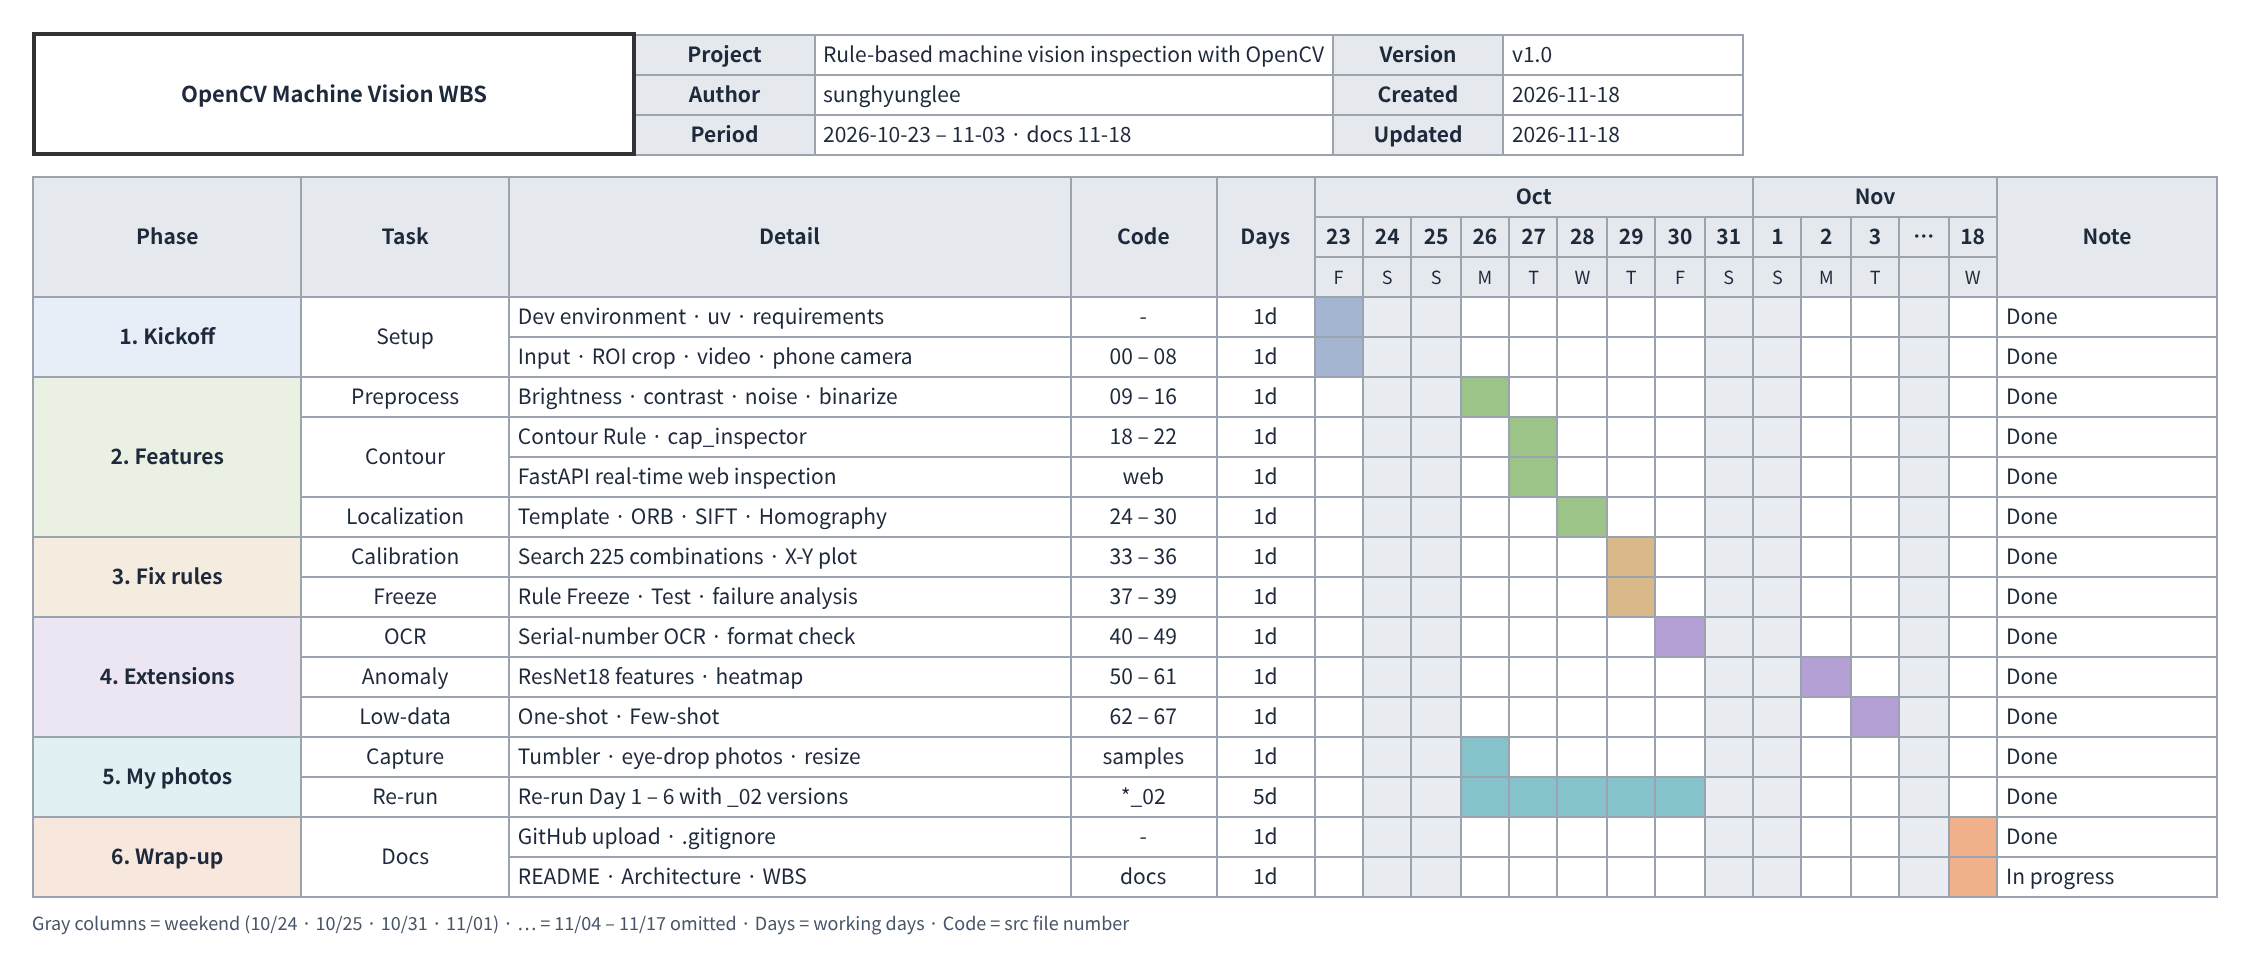 OpenCV Machine Vision WBS
Project Rule-based machine vision inspection with OpenCV Version v1.0
Author sunghyunglee Created 2026-11-18
Period 2026-10-23 – 11-03 · docs 11-18 Updated 2026-11-18
Phase Task Detail Code Days Oct Nov Note
23 24 25 26 27 28 29 30 31 1 2 3 ··· 18
F S S M T W T F S S M T W
1. Kickoff Setup Dev environment · uv · requirements - 1d Done
Input · ROI crop · video · phone camera 00 – 08 1d Done
2. Features Preprocess Brightness · contrast · noise · binarize 09 – 16 1d Done
Contour Contour Rule · cap_inspector 18 – 22 1d Done
FastAPI real-time web inspection web 1d Done
Localization Template · ORB · SIFT · Homography 24 – 30 1d Done
3. Fix rules Calibration Search 225 combinations · X-Y plot 33 – 36 1d Done
Freeze Rule Freeze · Test · failure analysis 37 – 39 1d Done
4. Extensions OCR Serial-number OCR · format check 40 – 49 1d Done
Anomaly ResNet18 features · heatmap 50 – 61 1d Done
Low-data One-shot · Few-shot 62 – 67 1d Done
5. My photos Capture Tumbler · eye-drop photos · resize samples 1d Done
Re-run Re-run Day 1 – 6 with _02 versions *_02 5d Done
6. Wrap-up Docs GitHub upload · .gitignore - 1d Done
README · Architecture · WBS docs 1d In progress
Gray columns = weekend (10/24 · 10/25 · 10/31 · 11/01) · … = 11/04 – 11/17 omitted · Days = working days · Code = src file number